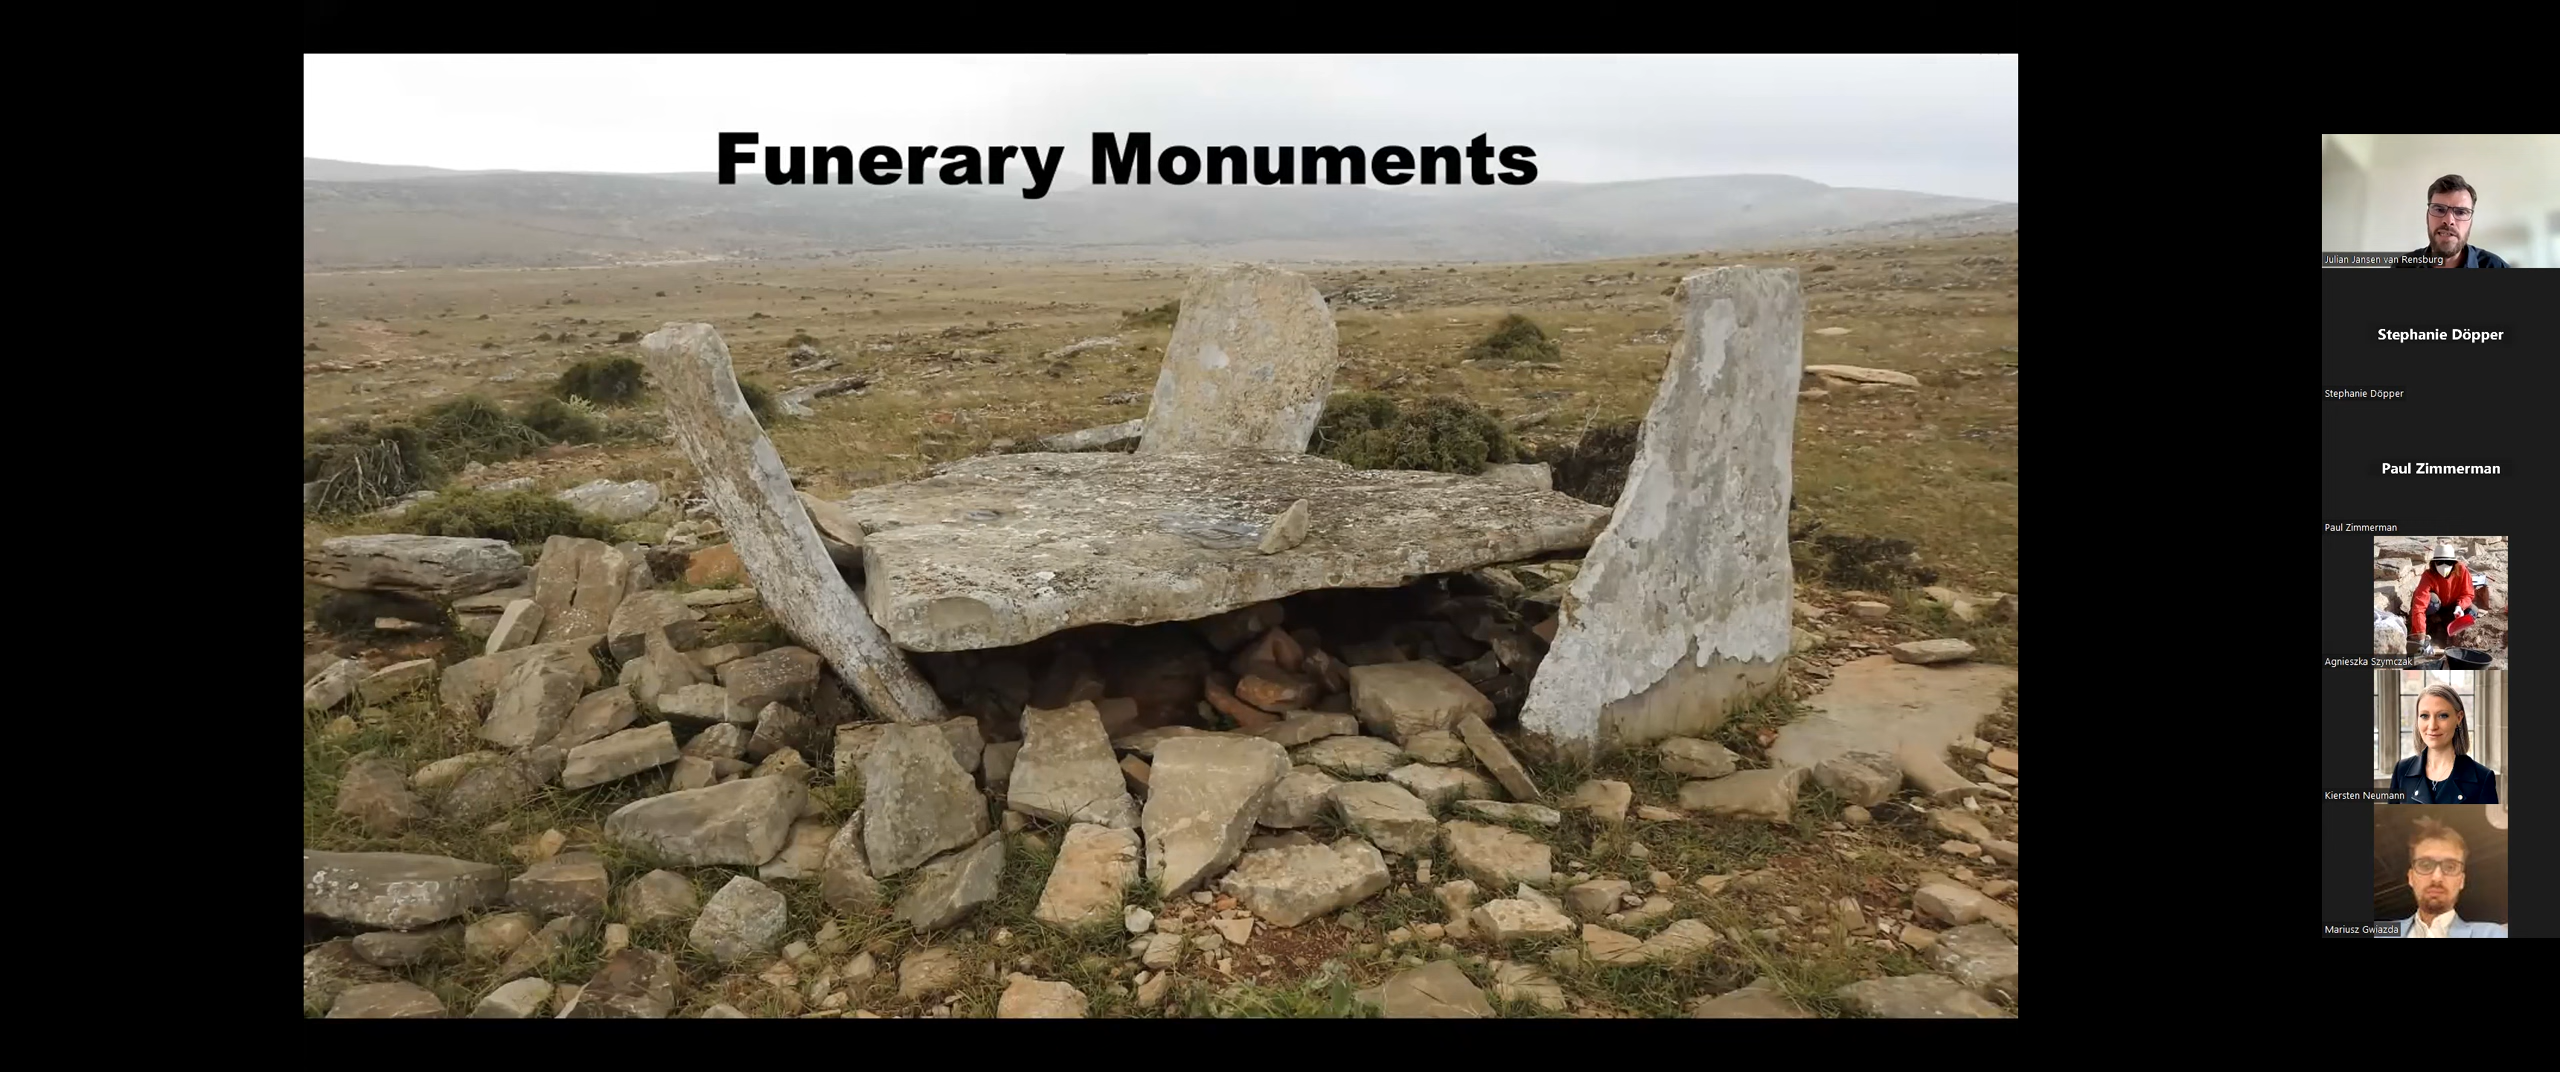 Funerary Monuments
Julian Jansen van Rensburg
Stephanie Döpper
Stephanie Döpper
Paul Zimmerman
Paul Zimmerman
Agnieszka Szymczak
Kiersten Neumann
Mariusz Gwiazda